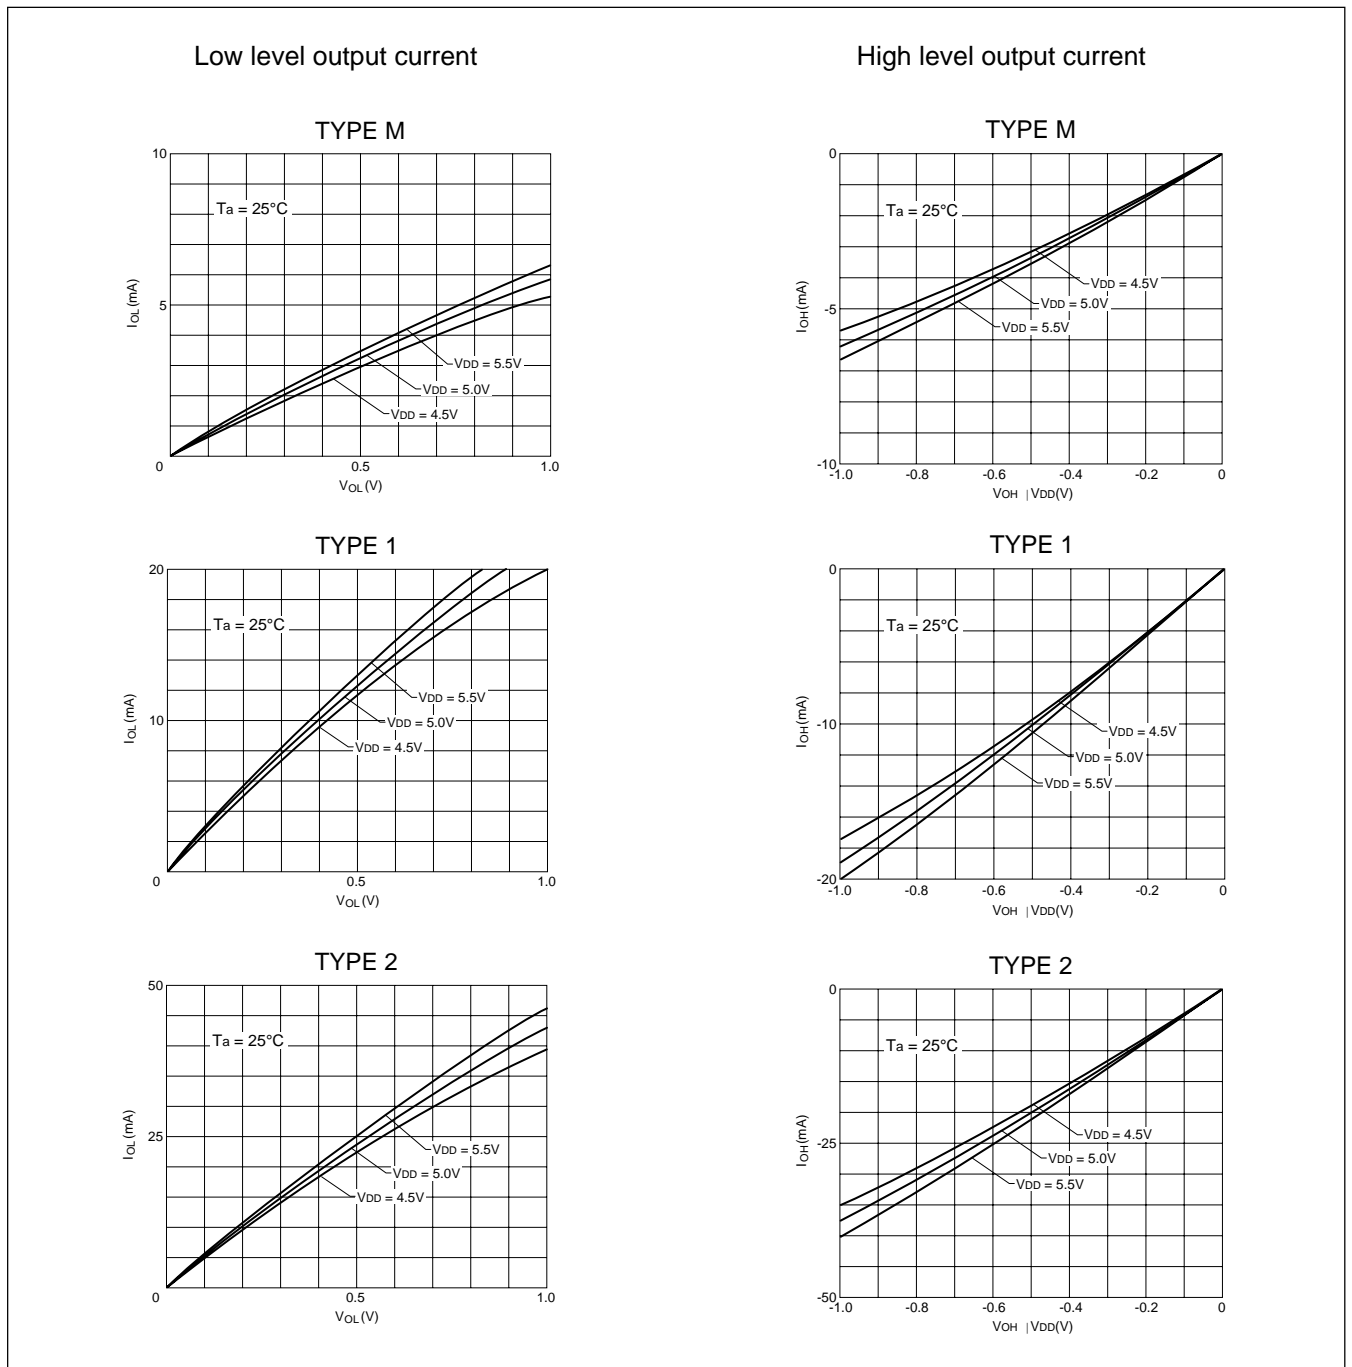 Low level output current
High level output current
TYPE M
10
Ta = 25°C
IOL (mA)
5
VDD = 5.5V
VDD = 5.0V
VDD = 4.5V
0
0.5
1.0
VOL (V)
TYPE M
0
Ta = 25°C
IOH (mA)
VDD = 4.5V
VDD = 5.0V
-5
VDD = 5.5V
-10
-1.0
-0.8
-0.6
-0.4
-0.2
0
VOH | VDD(V)
TYPE 1
20
Ta = 25°C
IOL (mA)
VDD = 5.5V
10
VDD = 5.0V
VDD = 4.5V
0
0.5
1.0
VOL (V)
TYPE 1
0
Ta = 25°C
IOH (mA)
-10
VDD = 4.5V
VDD = 5.0V
VDD = 5.5V
-20
-1.0
-0.8
-0.6
-0.4
-0.2
0
VOH | VDD(V)
TYPE 2
50
Ta = 25°C
IOL (mA)
25
VDD = 5.5V
VDD = 5.0V
VDD = 4.5V
0
0.5
1.0
VOL (V)
TYPE 2
0
Ta = 25°C
IOH (mA)
VDD = 4.5V
-25
VDD = 5.0V
VDD = 5.5V
-50
-1.0
-0.8
-0.6
-0.4
-0.2
0
VOH | VDD(V)